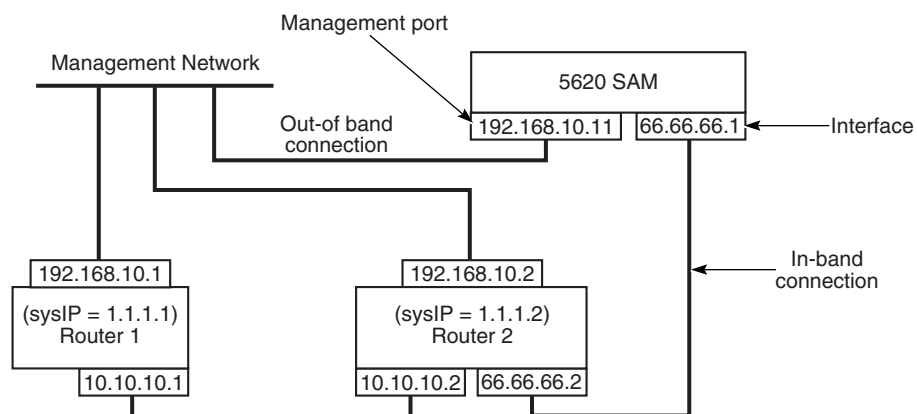 Management port
Management Network
5620 SAM
Out-of band
connection
192.168.10.11
66.66.66.1
Interface
In-band
connection
192.168.10.1
192.168.10.2
(sysIP = 1.1.1.1)
Router 1
(sysIP = 1.1.1.2)
Router 2
10.10.10.1
10.10.10.2
66.66.66.2